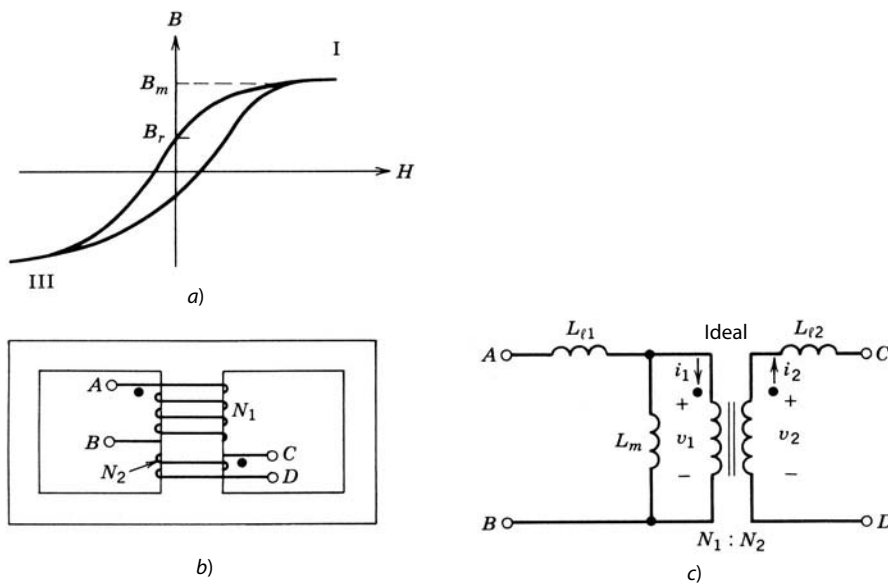 B
I
B_m
B_r
H
III
a)
A
N_1
B
C
N_2
D
b)
L_ℓ1
Ideal
L_ℓ2
A
C
i_1
i_2
+
+
L_m
v_1
v_2
−
−
B
D
N_1 : N_2
c)